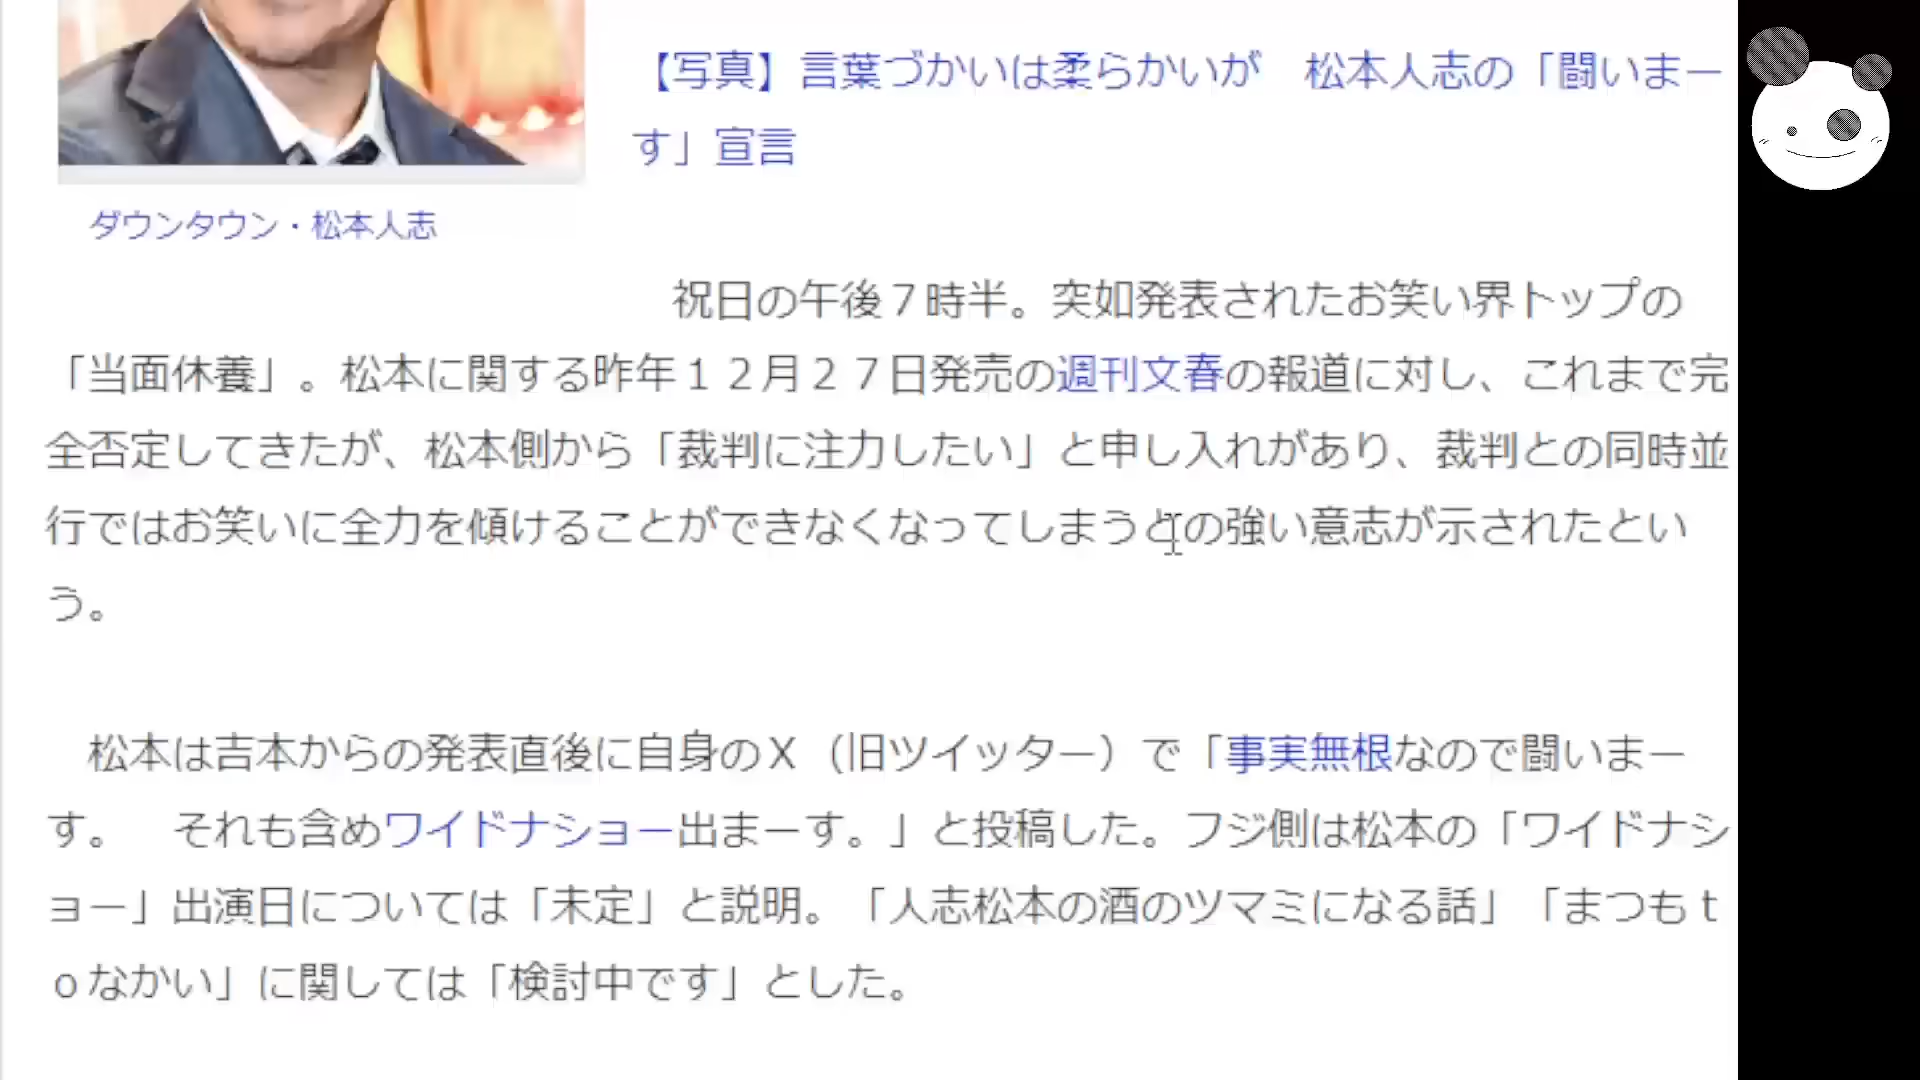 【写真】言葉づかいは柔らかいが　松本人志の「闘いまー
す」宣言
ダウンタウン・松本人志
祝日の午後７時半。突如発表されたお笑い界トップの
「当面休養」。松本に関する昨年１２月２７日発売の週刊文春の報道に対し、これまで完
全否定してきたが、松本側から「裁判に注力したい」と申し入れがあり、裁判との同時並
行ではお笑いに全力を傾けることができなくなってしまうとの強い意志が示されたとい
う。
松本は吉本からの発表直後に自身のＸ（旧ツイッター）で「事実無根なので闘いまー
す。　それも含めワイドナショー出まーす。」と投稿した。フジ側は松本の「ワイドナシ
ョー」出演日については「未定」と説明。「人志松本の酒のツマミになる話」「まつもｔ
ｏなかい」に関しては「検討中です」とした。